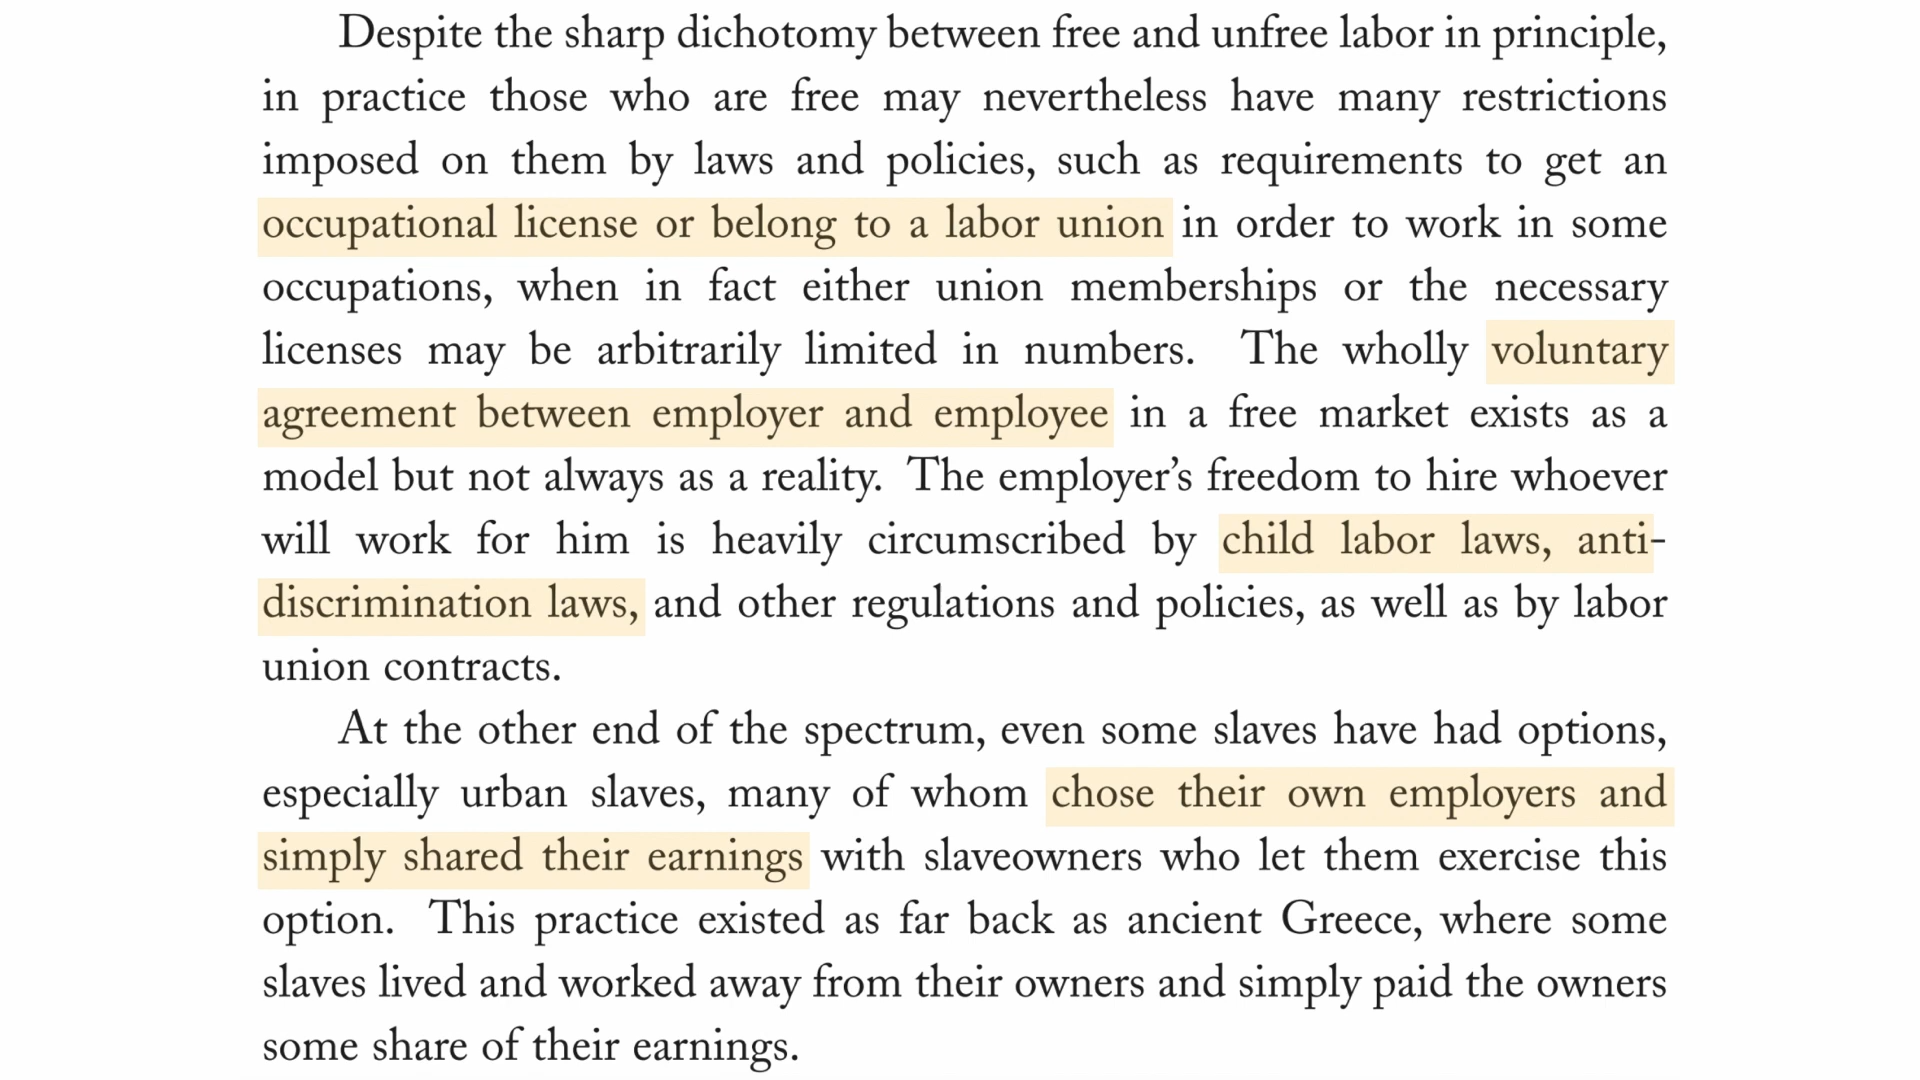 Despite the sharp dichotomy between free and unfree labor in principle,
in practice those who are free may nevertheless have many restrictions
imposed on them by laws and policies, such as requirements to get an
occupational license or belong to a labor union in order to work in some
occupations, when in fact either union memberships or the necessary
licenses may be arbitrarily limited in numbers. The wholly voluntary
agreement between employer and employee in a free market exists as a
model but not always as a reality. The employer’s freedom to hire whoever
will work for him is heavily circumscribed by child labor laws, anti-
discrimination laws, and other regulations and policies, as well as by labor
union contracts.
At the other end of the spectrum, even some slaves have had options,
especially urban slaves, many of whom chose their own employers and
simply shared their earnings with slaveowners who let them exercise this
option. This practice existed as far back as ancient Greece, where some
slaves lived and worked away from their owners and simply paid the owners
some share of their earnings.